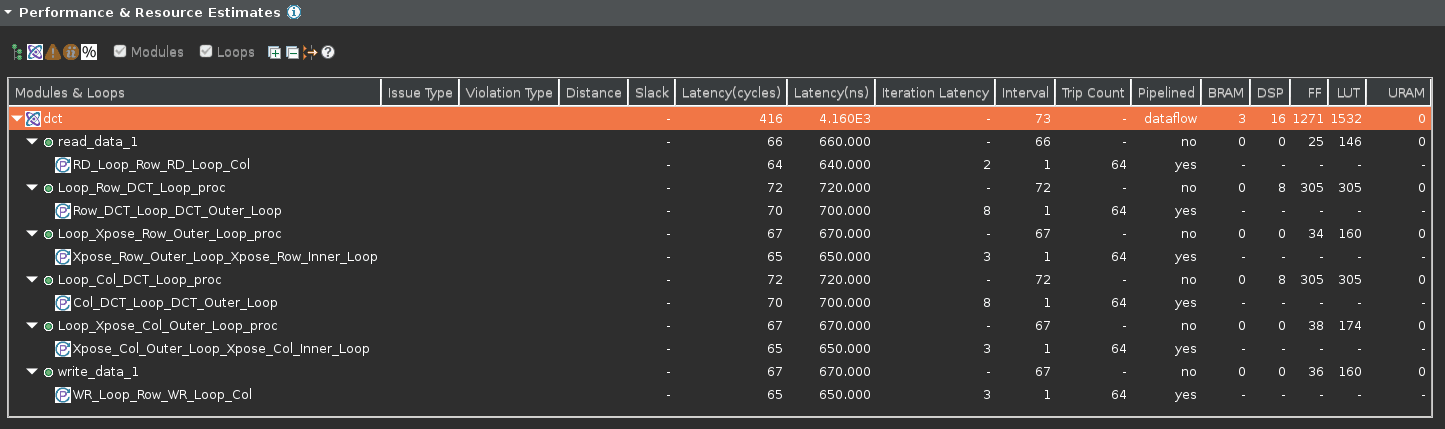 Performance & Resource Estimates
% Modules Loops
Modules & Loops Issue Type Violation Type Distance Slack Latency(cycles) Latency(ns) Iteration Latency Interval Trip Count Pipelined BRAM DSP FF LUT URAM
dct - 416 4.160E3 - 73 - dataflow 3 16 1271 1532 0
read_data_1 - 66 660.000 - 66 - no 0 0 25 146 0
RD_Loop_Row_RD_Loop_Col - 64 640.000 2 1 64 yes - - - - -
Loop_Row_DCT_Loop_proc - 72 720.000 - 72 - no 0 8 305 305 0
Row_DCT_Loop_DCT_Outer_Loop - 70 700.000 8 1 64 yes - - - - -
Loop_Xpose_Row_Outer_Loop_proc - 67 670.000 - 67 - no 0 0 34 160 0
Xpose_Row_Outer_Loop_Xpose_Row_Inner_Loop - 65 650.000 3 1 64 yes - - - - -
Loop_Col_DCT_Loop_proc - 72 720.000 - 72 - no 0 8 305 305 0
Col_DCT_Loop_DCT_Outer_Loop - 70 700.000 8 1 64 yes - - - - -
Loop_Xpose_Col_Outer_Loop_proc - 67 670.000 - 67 - no 0 0 38 174 0
Xpose_Col_Outer_Loop_Xpose_Col_Inner_Loop - 65 650.000 3 1 64 yes - - - - -
write_data_1 - 67 670.000 - 67 - no 0 0 36 160 0
WR_Loop_Row_WR_Loop_Col - 65 650.000 3 1 64 yes - - - - -